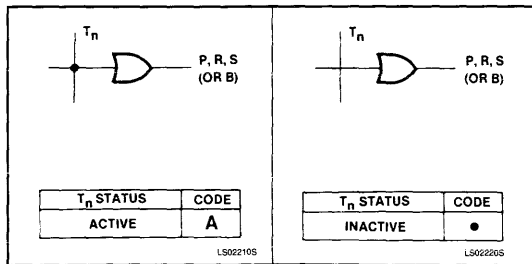 Tn
P, R, S
(OR B)
Tn STATUS CODE
ACTIVE A
LS02210S
Tn
P, R, S
(OR B)
Tn STATUS CODE
INACTIVE •
LS02220S